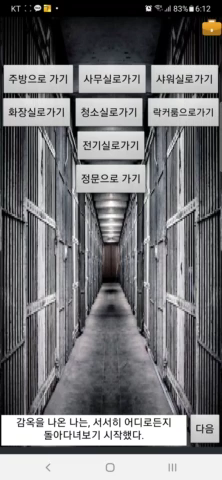 KT 83% 6:12
주방으로 가기 사무실로가기 샤워실로가기
화장실로가기 청소실로가기 락커룸으로가기
전기실로가기
정문으로 가기
감옥을 나온 나는, 서서히 어디로든지
돌아다녀보기 시작했다.
다음